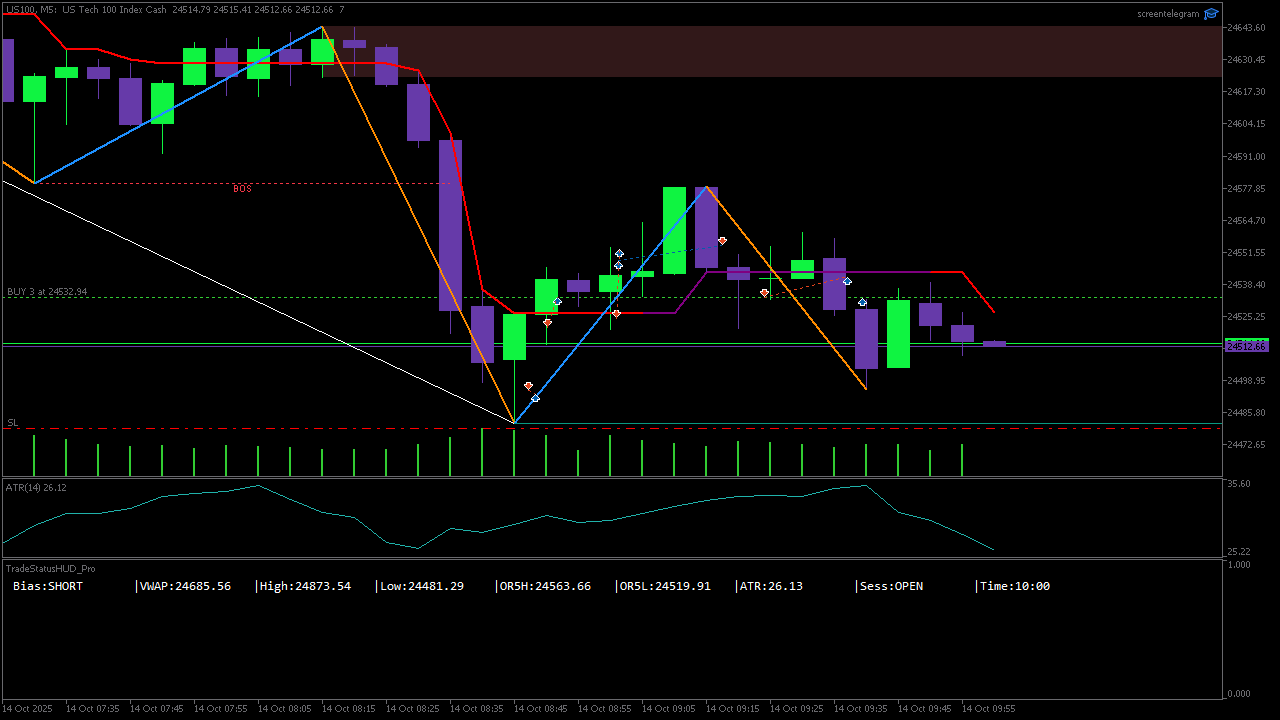 US100, M5: US Tech 100 Index Cash 24514.79 24515.41 24512.66 24512.66 7
screentelegram
24643.60
24630.45
24617.30
24604.15
24591.00
BOS
24577.85
24564.70
24551.55
24538.40
BUY 3 at 24532.94
24525.25
24512.66
24498.95
24485.80
SL
24472.65
ATR(14) 26.12
35.60
25.22
TradeStatusHUD_Pro
1.000
Bias:SHORT |VWAP:24685.56 |High:24873.54 |Low:24481.29 |OR5H:24563.66 |OR5L:24519.91 |ATR:26.13 |Sess:OPEN |Time:10:00
0.000
14 Oct 2025 14 Oct 07:35 14 Oct 07:45 14 Oct 07:55 14 Oct 08:05 14 Oct 08:15 14 Oct 08:25 14 Oct 08:35 14 Oct 08:45 14 Oct 08:55 14 Oct 09:05 14 Oct 09:15 14 Oct 09:25 14 Oct 09:35 14 Oct 09:45 14 Oct 09:55